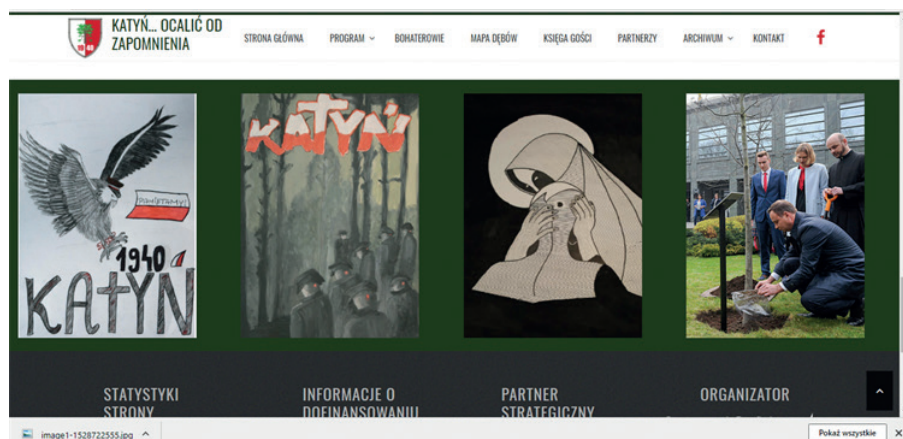 KATYŃ... OCALIĆ OD
ZAPOMNIENIA
1940
STRONA GŁÓWNA PROGRAM BOHATEROWIE MAPA DĘBÓW KSIĘGA GOŚCI PARTNERZY ARCHIWUM KONTAKT f
PAMIĘTAMY!
1940
KATYŃ
KATYŃ
STATYSTYKI
STRONY
INFORMACJE O
DOFINANSOWANIU
PARTNER
STRATEGICZNY
ORGANIZATOR
image1-1528722555.jpg
Pokaż wszystkie X